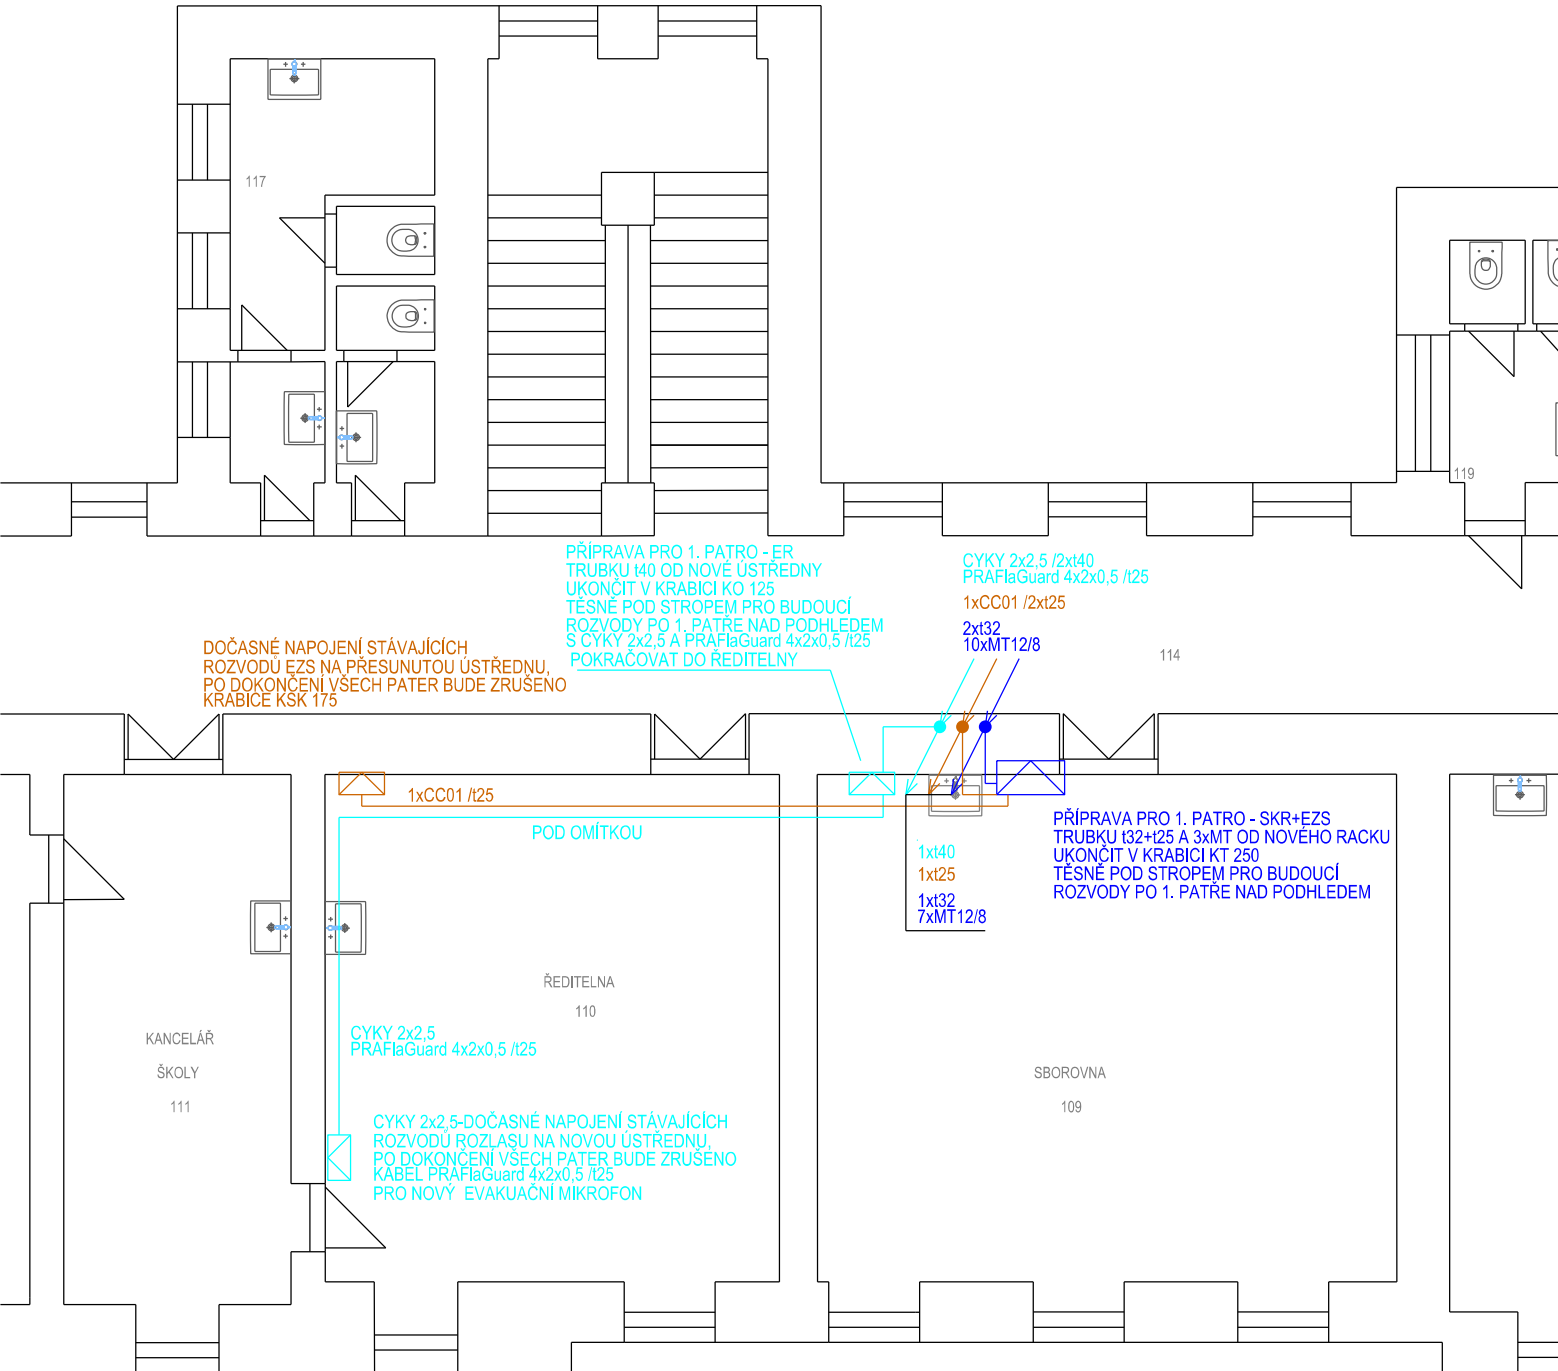 117
119
PŘÍPRAVA PRO 1. PATRO - ER
TRUBKU t40 OD NOVÉ ÚSTŘEDNY
UKONČIT V KRABICI KO 125
TĚSNĚ POD STROPEM PRO BUDOUCÍ
ROZVODY PO 1. PATŘE NAD PODHLEDEM
S CYKY 2x2,5 A PRAFlaGuard 4x2x0,5 /t25
POKRAČOVAT DO ŘEDITELNY
CYKY 2x2,5 /2xt40
PRAFlaGuard 4x2x0,5 /t25
1xCC01 /2xt25
2xt32
10xMT12/8
114
DOČASNÉ NAPOJENÍ STÁVAJÍCÍCH
ROZVODŮ EZS NA PŘESUNUTOU ÚSTŘEDNU,
PO DOKONČENÍ VŠECH PATER BUDE ZRUŠENO
KRABICE KSK 175
1xCC01 /t25
POD OMÍTKOU
1xt40
1xt25
1xt32
7xMT12/8
PŘÍPRAVA PRO 1. PATRO - SKR+EZS
TRUBKU t32+t25 A 3xMT OD NOVÉHO RACKU
UKONČIT V KRABICI KT 250
TĚSNĚ POD STROPEM PRO BUDOUCÍ
ROZVODY PO 1. PATŘE NAD PODHLEDEM
ŘEDITELNA
110
KANCELÁŘ
ŠKOLY
111
CYKY 2x2,5
PRAFlaGuard 4x2x0,5 /t25
SBOROVNA
109
CYKY 2x2,5-DOČASNÉ NAPOJENÍ STÁVAJÍCÍCH
ROZVODŮ ROZLASU NA NOVOU ÚSTŘEDNU,
PO DOKONČENÍ VŠECH PATER BUDE ZRUŠENO
KABEL PRAFlaGuard 4x2x0,5 /t25
PRO NOVÝ EVAKUAČNÍ MIKROFON